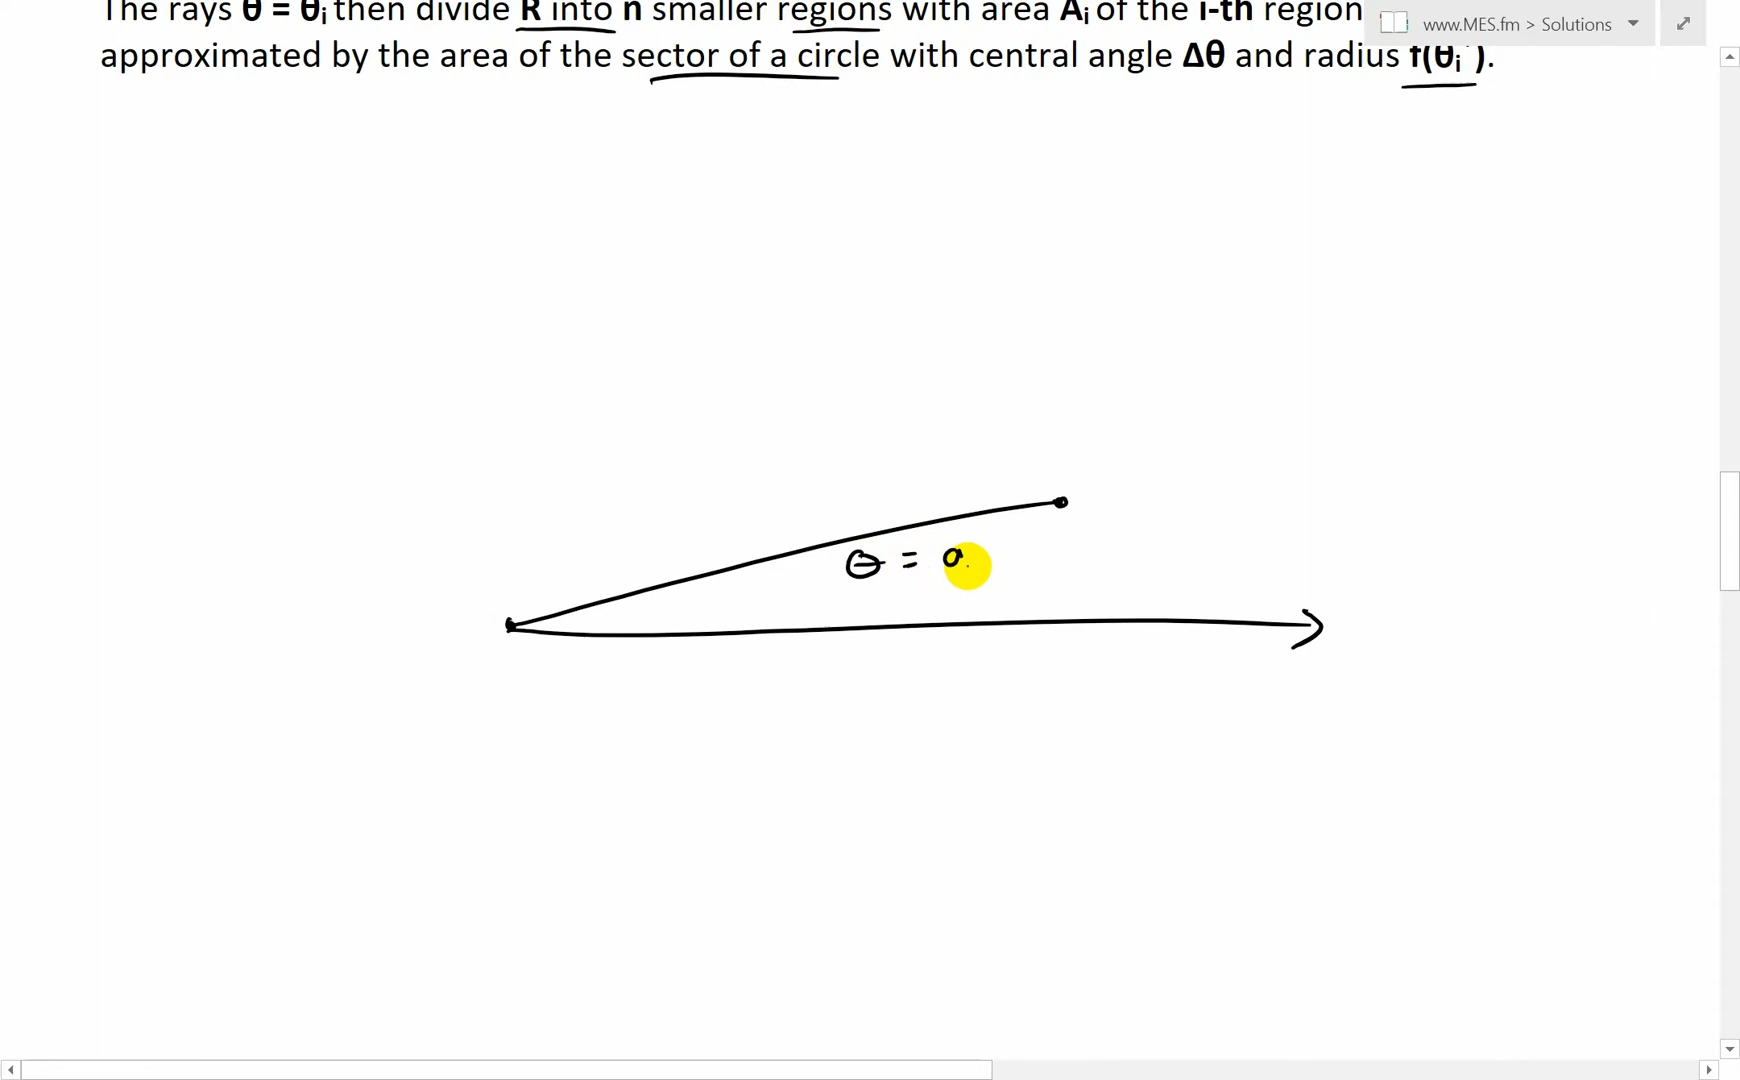 The rays θ = θᵢ then divide R into n smaller regions with area Aᵢ of the i-th region
www.MES.fm > Solutions
approximated by the area of the sector of a circle with central angle Δθ and radius f(θᵢ*).
θ = a